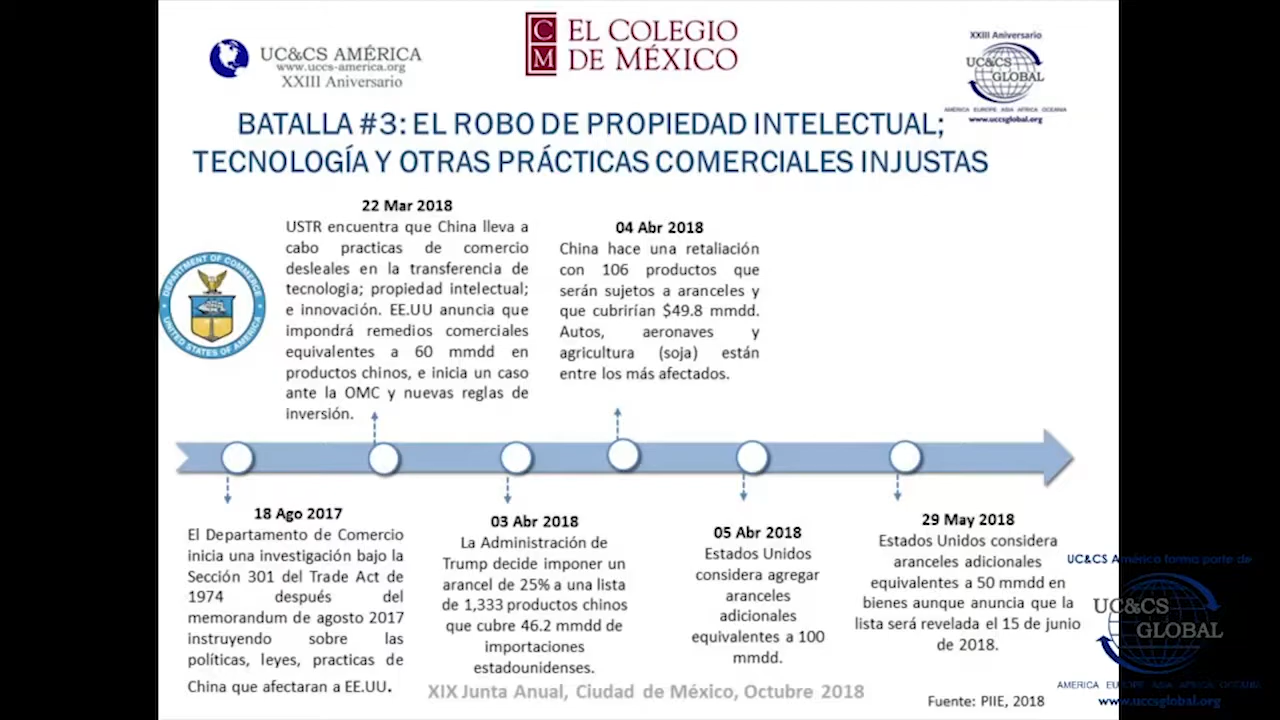 UC&CS AMÉRICA
www.uccs-america.org
XXIII Aniversario
C
M
EL COLEGIO
DE MÉXICO
XXIII Aniversario
UC&CS
GLOBAL
AMÉRICA EUROPE ASIA AFRICA OCEANIA
www.uccsglobal.org
BATALLA #3: EL ROBO DE PROPIEDAD INTELECTUAL;
TECNOLOGÍA Y OTRAS PRÁCTICAS COMERCIALES INJUSTAS
DEPARTMENT OF COMMERCE
UNITED STATES OF AMERICA
22 Mar 2018
USTR encuentra que China lleva a
cabo practicas de comercio
desleales en la transferencia de
tecnologia; propiedad intelectual;
e innovación. EE.UU anuncia que
impondrá remedios comerciales
equivalentes a 60 mmdd en
productos chinos, e inicia un caso
ante la OMC y nuevas reglas de
inversión.
04 Abr 2018
China hace una retaliación
con 106 productos que
serán sujetos a aranceles y
que cubrirían $49.8 mmdd.
Autos, aeronaves y
agricultura (soja) están
entre los más afectados.
18 Ago 2017
El Departamento de Comercio
inicia una investigación bajo la
Sección 301 del Trade Act de
1974 después del
memorandum de agosto 2017
instruyendo sobre las
políticas, leyes, practicas de
China que afectaran a EE.UU.
03 Abr 2018
La Administración de
Trump decide imponer un
arancel de 25% a una lista
de 1,333 productos chinos
que cubre 46.2 mmdd de
importaciones
estadounidenses.
05 Abr 2018
Estados Unidos
considera agregar
aranceles
adicionales
equivalentes a 100
mmdd.
29 May 2018
Estados Unidos considera
aranceles adicionales
equivalentes a 50 mmdd en
bienes aunque anuncia que la
lista será revelada el 15 de junio
de 2018.
XIX Junta Anual, Ciudad de México, Octubre 2018
Fuente: PIIE, 2018
UC&CS América forma parte de
UC&CS
GLOBAL
AMERICA EU ASIA AFRICA
www.uccsglobal.org